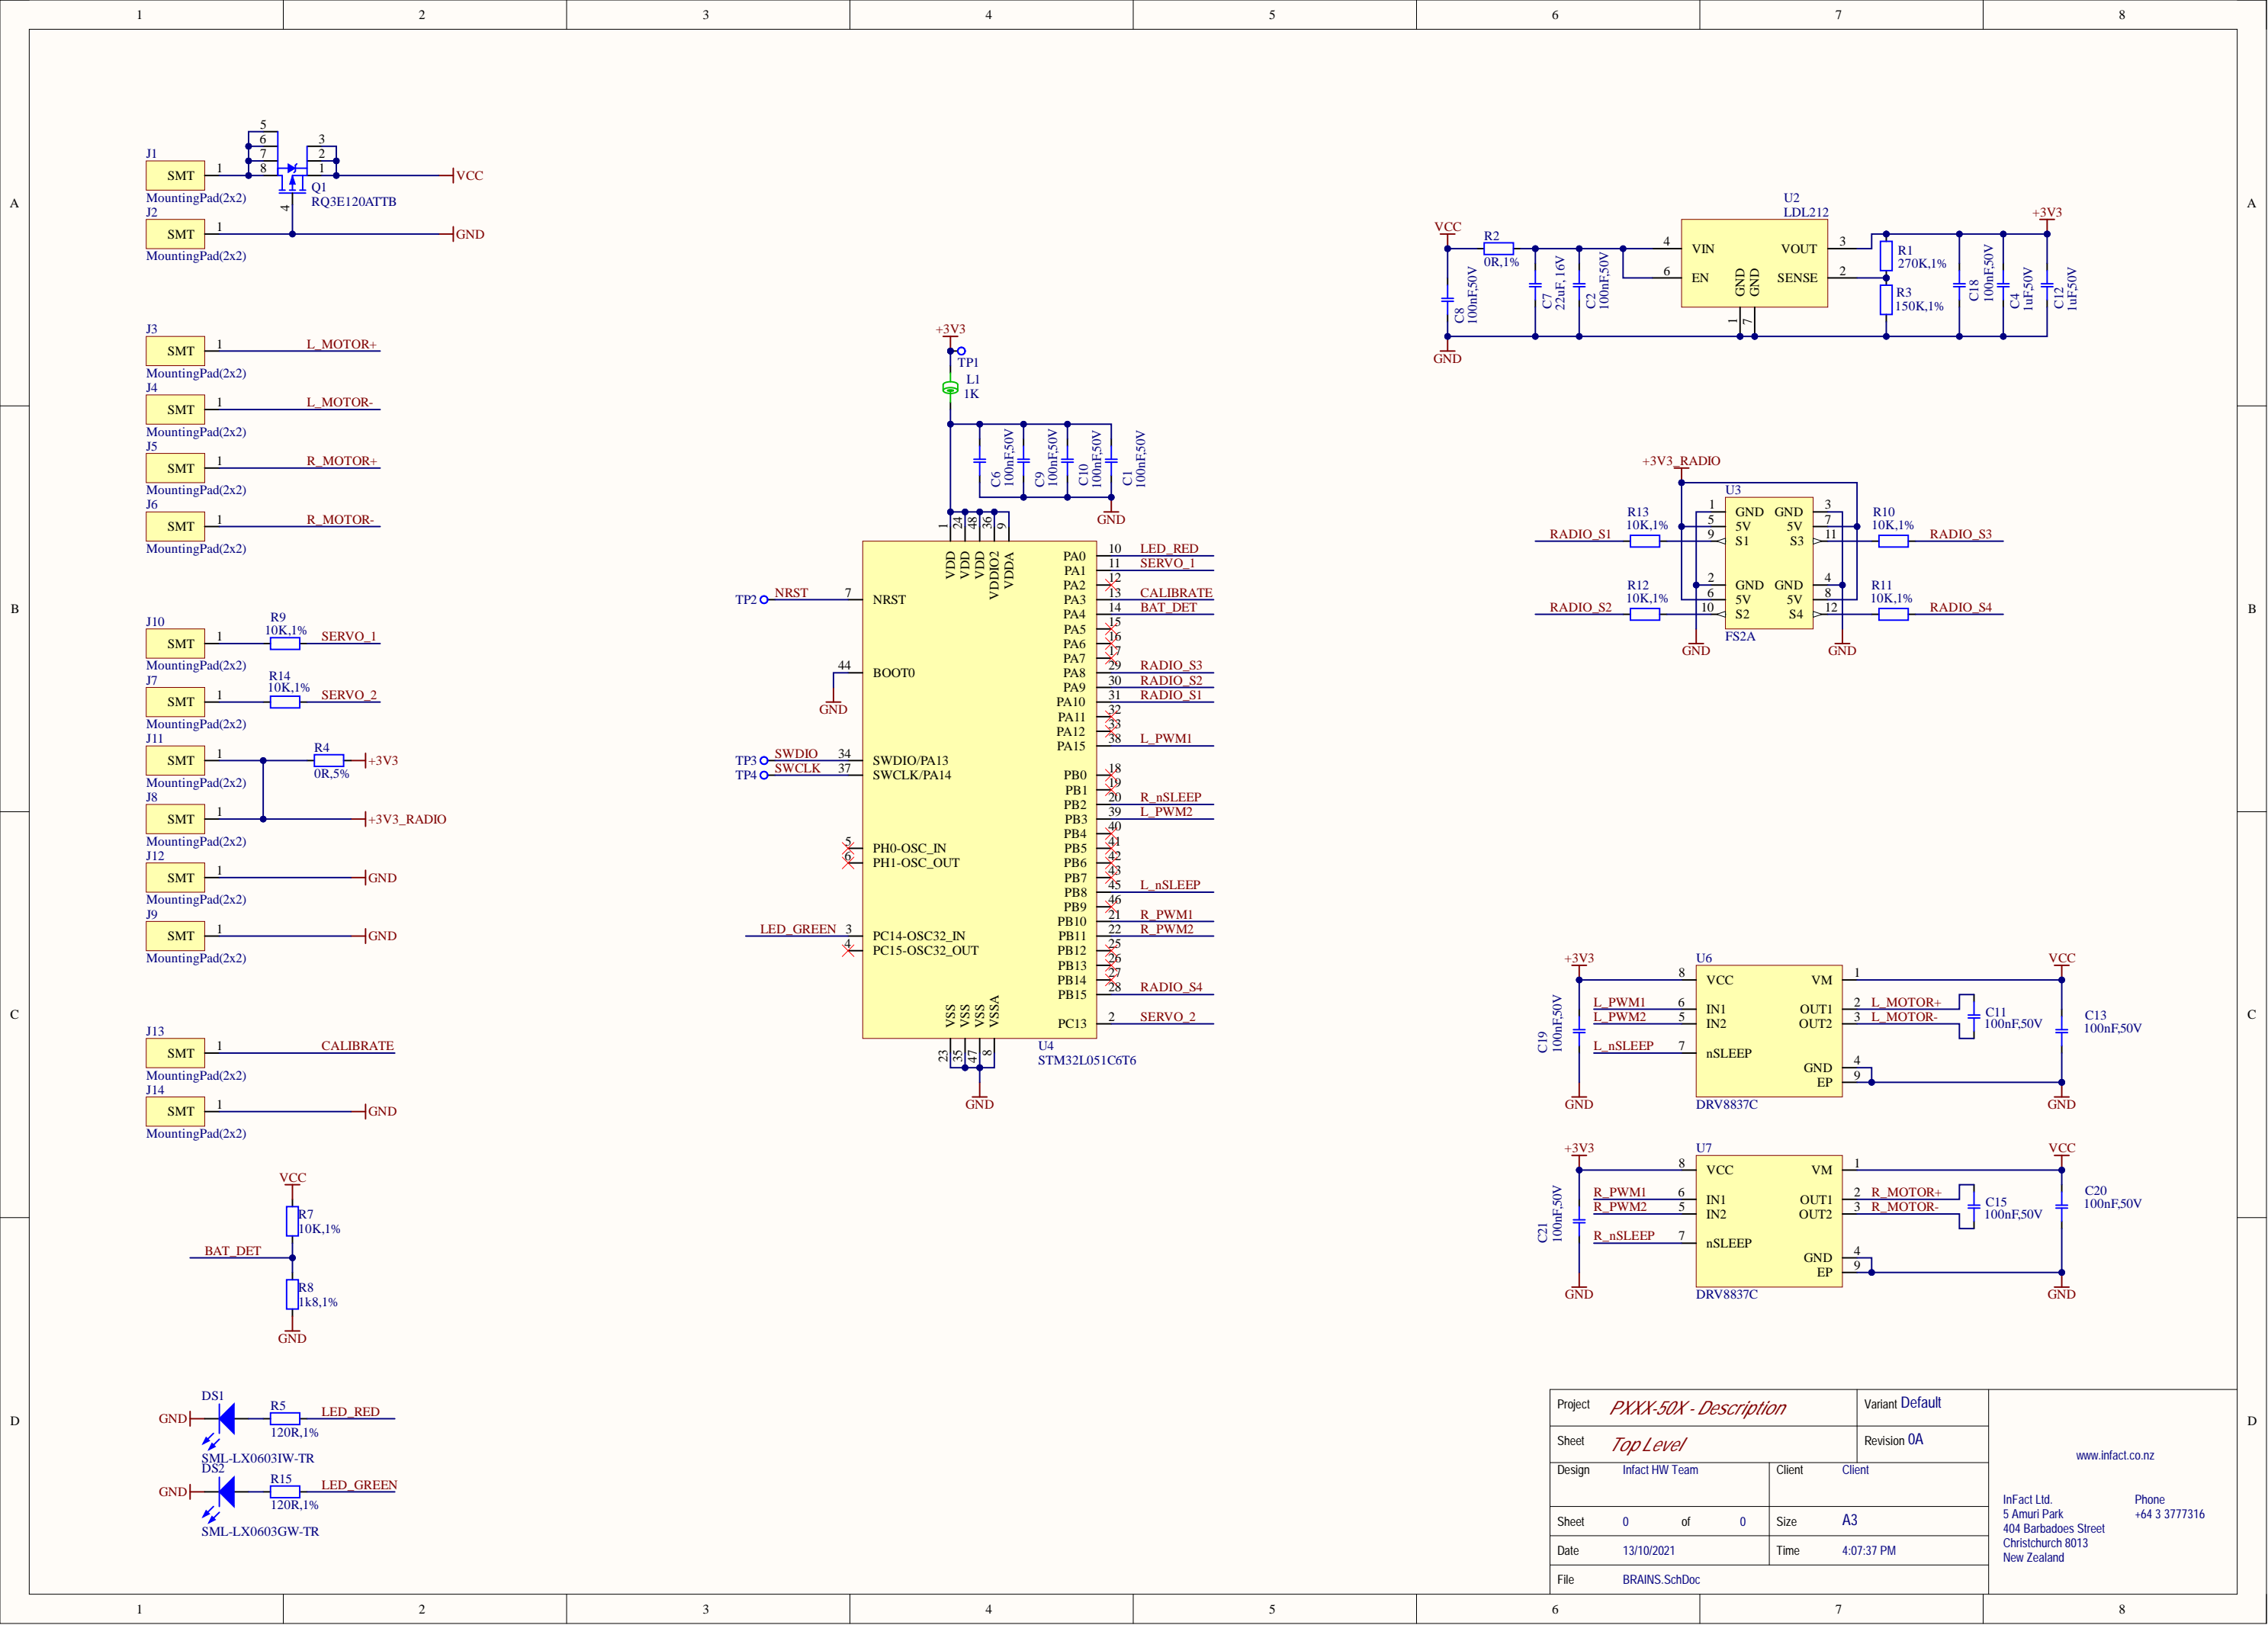 1 2 3 4 5 6 7 8
A
B
C
D
A
B
C
D
J1
SMT
1
MountingPad(2x2)
5
6
7
8
3
2
1
4
Q1
RQ3E120ATTB
VCC
J2
SMT
1
MountingPad(2x2)
GND
J3
SMT
1
L_MOTOR+
MountingPad(2x2)
J4
SMT
1
L_MOTOR-
MountingPad(2x2)
J5
SMT
1
R_MOTOR+
MountingPad(2x2)
J6
SMT
1
R_MOTOR-
MountingPad(2x2)
J10
SMT
1
R9
10K,1%
SERVO_1
MountingPad(2x2)
J7
SMT
1
R14
10K,1%
SERVO_2
MountingPad(2x2)
J11
SMT
1
R4
0R,5%
+3V3
MountingPad(2x2)
J8
SMT
1
+3V3_RADIO
MountingPad(2x2)
J12
SMT
1
GND
MountingPad(2x2)
J9
SMT
1
GND
MountingPad(2x2)
J13
SMT
1
CALIBRATE
MountingPad(2x2)
J14
SMT
1
GND
MountingPad(2x2)
VCC
R7
10K,1%
BAT_DET
R8
1k8,1%
GND
DS1
GND
R5
120R,1%
LED_RED
SML-LX0603IW-TR
DS2
GND
R15
120R,1%
LED_GREEN
SML-LX0603GW-TR
+3V3
TP1
L1
1K
C6
100nF,50V
C9
100nF,50V
C10
100nF,50V
C1
100nF,50V
GND
1 24 48 36 9
VDD VDD VDD VDDIO2 VDDA
TP2 NRST 7 NRST
44 BOOT0
GND
TP3 SWDIO 34 SWDIO/PA13
TP4 SWCLK 37 SWCLK/PA14
5 PH0-OSC_IN
6 PH1-OSC_OUT
LED_GREEN 3 PC14-OSC32_IN
4 PC15-OSC32_OUT
PA0 10 LED_RED
PA1 11 SERVO_1
PA2 12
PA3 13 CALIBRATE
PA4 14 BAT_DET
PA5 15
PA6 16
PA7 17
PA8 29 RADIO_S3
PA9 30 RADIO_S2
PA10 31 RADIO_S1
PA11 32
PA12 33
PA15 38 L_PWM1
PB0 18
PB1 19
PB2 20 R_nSLEEP
PB3 39 L_PWM2
PB4 40
PB5 41
PB6 42
PB7 43
PB8 45 L_nSLEEP
PB9 46
PB10 21 R_PWM1
PB11 22 R_PWM2
PB12 25
PB13 26
PB14 27
PB15 28 RADIO_S4
PC13 2 SERVO_2
VSS VSS VSS VSSA
23 35 47 8
U4
STM32L051C6T6
GND
VCC
R2
0R,1%
C8
100nF,50V
GND
C7
22uF, 16V
C2
100nF,50V
U2
LDL212
4 VIN VOUT 3
6 EN SENSE 2
GND GND
1 7
R1
270K,1%
R3
150K,1%
C18
100nF,50V
C4
1uF,50V
C12
1uF,50V
+3V3
+3V3_RADIO
U3
1 GND GND 3
5 5V 5V 7
9 S1 S3 11
2 GND GND 4
6 5V 5V 8
10 S2 S4 12
FS2A
R13
10K,1%
RADIO_S1
R12
10K,1%
RADIO_S2
R10
10K,1%
RADIO_S3
R11
10K,1%
RADIO_S4
GND GND
+3V3
C19
100nF,50V
GND
U6
8 VCC VM 1
L_PWM1 6 IN1 OUT1 2 L_MOTOR+
L_PWM2 5 IN2 OUT2 3 L_MOTOR-
L_nSLEEP 7 nSLEEP
GND 4
EP 9
DRV8837C
C11
100nF,50V
VCC
C13
100nF,50V
GND
+3V3
C21
100nF,50V
GND
U7
8 VCC VM 1
R_PWM1 6 IN1 OUT1 2 R_MOTOR+
R_PWM2 5 IN2 OUT2 3 R_MOTOR-
R_nSLEEP 7 nSLEEP
GND 4
EP 9
DRV8837C
C15
100nF,50V
VCC
C20
100nF,50V
GND
Project PXXX-50X - Description Variant Default
Sheet Top Level Revision 0A
Design Infact HW Team Client Client
Sheet 0 of 0 Size A3
Date 13/10/2021 Time 4:07:37 PM
File BRAINS.SchDoc
www.infact.co.nz
InFact Ltd.
5 Amuri Park
404 Barbadoes Street
Christchurch 8013
New Zealand
Phone
+64 3 3777316
1 2 3 4 5 6 7 8